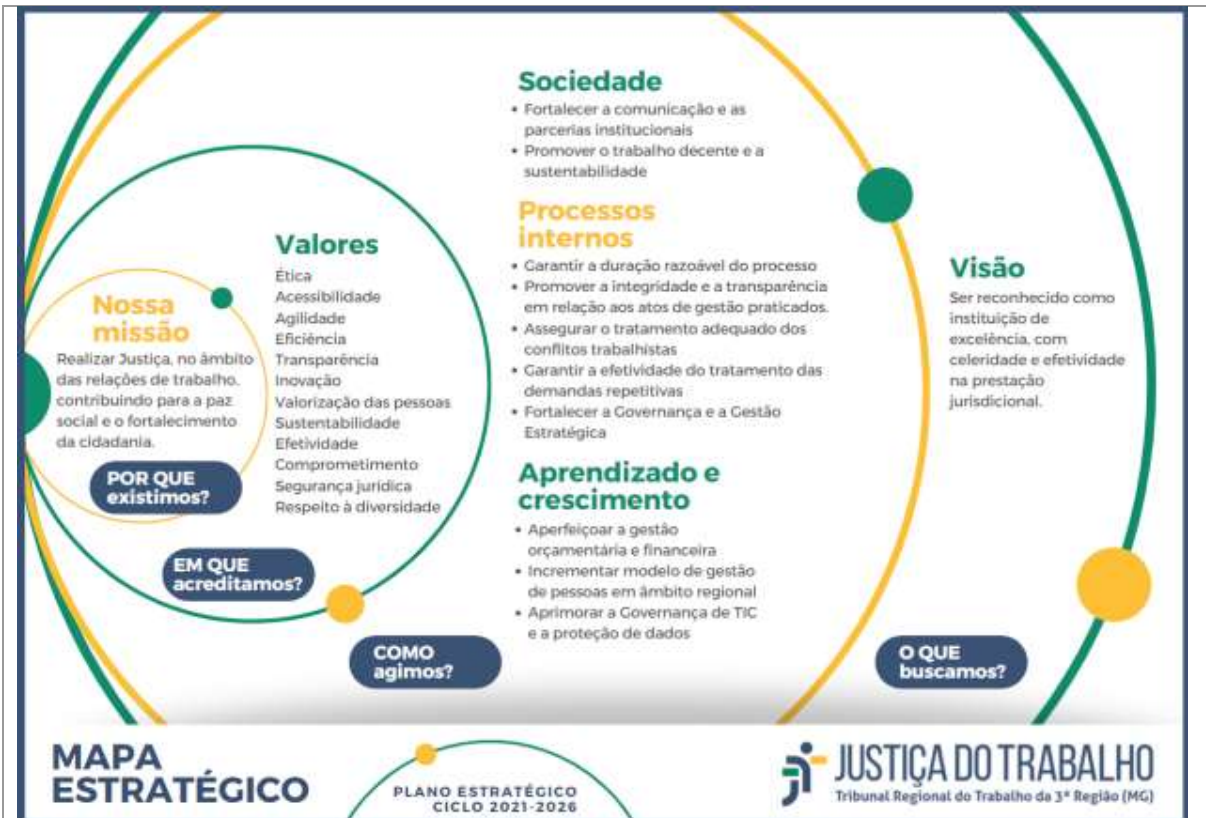 Nossa
missão
Realizar Justiça, no âmbito
das relações de trabalho,
contribuindo para a paz
social e o fortalecimento
da cidadania.
POR QUE
existimos?
Valores
Ética
Acessibilidade
Agilidade
Eficiência
Transparência
Inovação
Valorização das pessoas
Sustentabilidade
Efetividade
Comprometimento
Segurança jurídica
Respeito à diversidade
EM QUE
acreditamos?
Sociedade
• Fortalecer a comunicação e as
parcerias institucionais
• Promover o trabalho decente e a
sustentabilidade
Processos
internos
• Garantir a duração razoável do processo
• Promover a integridade e a transparência
em relação aos atos de gestão praticados.
• Assegurar o tratamento adequado dos
conflitos trabalhistas
• Garantir a efetividade do tratamento das
demandas repetitivas
• Fortalecer a Governança e a Gestão
Estratégica
Aprendizado e
crescimento
• Aperfeiçoar a gestão
orçamentária e financeira
• Incrementar modelo de gestão
de pessoas em âmbito regional
• Aprimorar a Governança de TIC
e a proteção de dados
COMO
agimos?
Visão
Ser reconhecido como
instituição de
excelência, com
celeridade e efetividade
na prestação
jurisdicional.
O QUE
buscamos?
MAPA
ESTRATÉGICO
PLANO ESTRATÉGICO
CICLO 2021-2026
JUSTIÇA DO TRABALHO
Tribunal Regional do Trabalho da 3ª Região (MG)